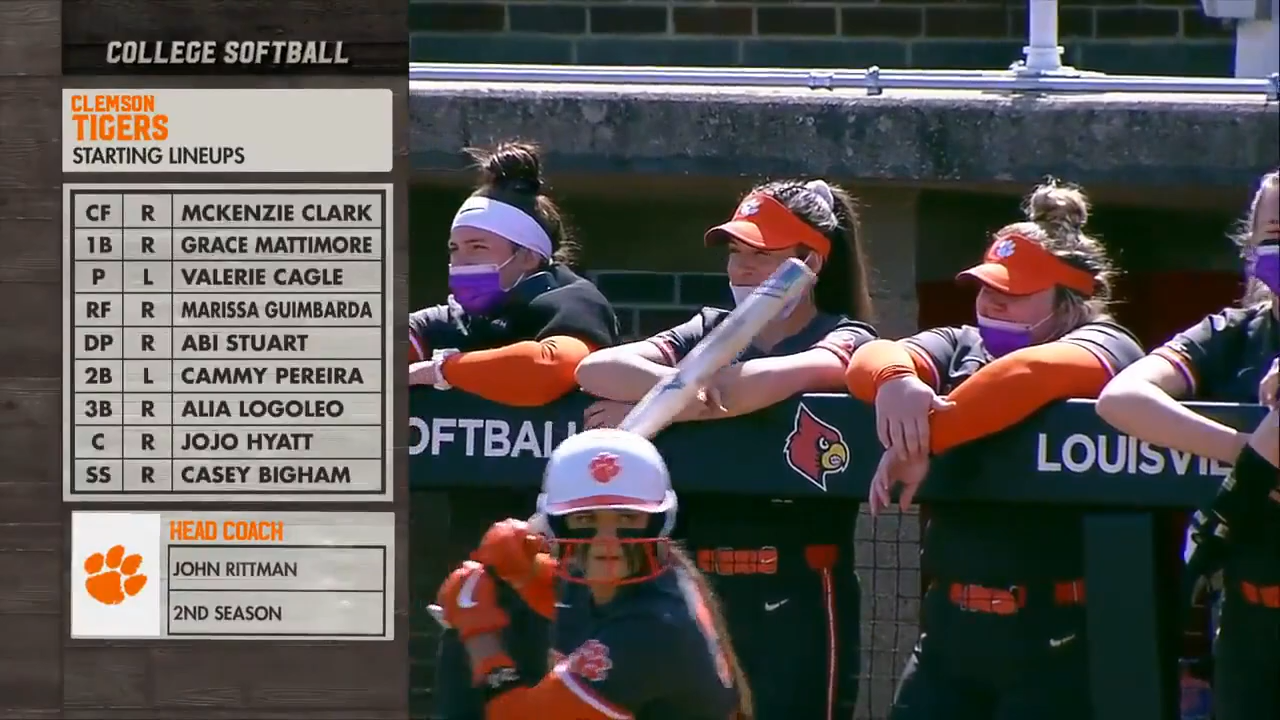 COLLEGE SOFTBALL
CLEMSON
TIGERS
STARTING LINEUPS
CF R MCKENZIE CLARK
1B R GRACE MATTIMORE
P L VALERIE CAGLE
RF R MARISSA GUIMBARDA
DP R ABI STUART
2B L CAMMY PEREIRA
3B R ALIA LOGOLEO
C R JOJO HYATT
SS R CASEY BIGHAM
HEAD COACH
JOHN RITTMAN
2ND SEASON
OFTBALL
LOUISVILLE